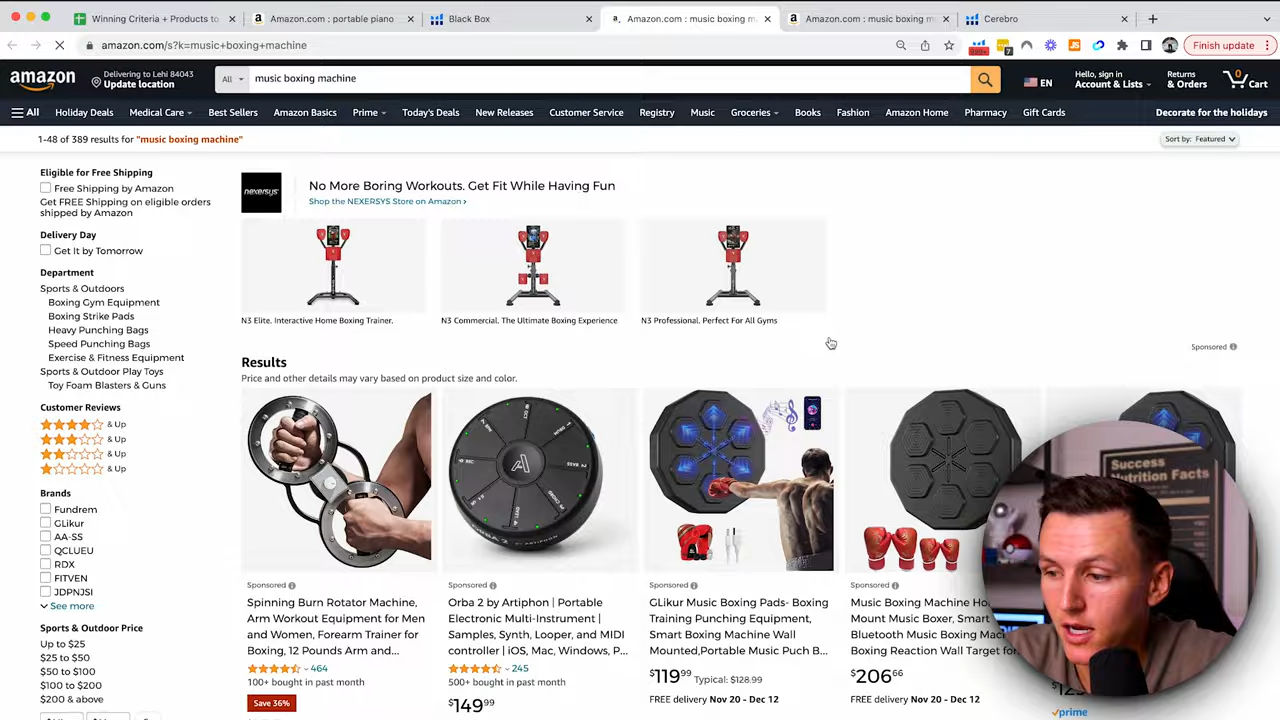 Winning Criteria + Products to
Amazon.com : portable piano
Black Box
Amazon.com : music boxing m
Amazon.com : music boxing m
Cerebro
amazon.com/s?k=music+boxing+machine
Finish update
amazon
Delivering to Lehi 84043
Update location
All
music boxing machine
EN
Hello, sign in
Account & Lists
Returns
& Orders
0
Cart
All
Holiday Deals
Medical Care
Best Sellers
Amazon Basics
Prime
Today's Deals
New Releases
Customer Service
Registry
Music
Groceries
Books
Fashion
Amazon Home
Pharmacy
Gift Cards
Decorate for the holidays
1-48 of 389 results for "music boxing machine"
Sort by: Featured
Eligible for Free Shipping
Free Shipping by Amazon
Get FREE Shipping on eligible orders
shipped by Amazon
Delivery Day
Get It by Tomorrow
Department
Sports & Outdoors
Boxing Gym Equipment
Boxing Strike Pads
Heavy Punching Bags
Speed Punching Bags
Exercise & Fitness Equipment
Sports & Outdoor Play Toys
Toy Foam Blasters & Guns
Customer Reviews
& Up
& Up
& Up
& Up
Brands
Fundrem
GLikur
AA-SS
QCLUEU
RDX
FITVEN
JDPNJSI
See more
Sports & Outdoor Price
Up to $25
$25 to $50
$50 to $100
$100 to $200
$200 & above
nexersys
No More Boring Workouts. Get Fit While Having Fun
Shop the NEXERSYS Store on Amazon ›
N3 Elite. Interactive Home Boxing Trainer.
N3 Commercial. The Ultimate Boxing Experience
N3 Professional. Perfect For All Gyms
Sponsored
Results
Price and other details may vary based on product size and color.
Sponsored
Spinning Burn Rotator Machine,
Arm Workout Equipment for Men
and Women, Forearm Trainer for
Boxing, 12 Pounds Arm and...
464
100+ bought in past month
Save 36%
Sponsored
Orba 2 by Artiphon | Portable
Electronic Multi-Instrument |
Samples, Synth, Looper, and MIDI
controller | iOS, Mac, Windows, P...
245
500+ bought in past month
$149.99
Sponsored
GLikur Music Boxing Pads- Boxing
Training Punching Equipment,
Smart Boxing Machine Wall
Mounted,Portable Music Puch B...
$119.99 Typical: $128.99
FREE delivery Nov 20 - Dec 12
Sponsored
Music Boxing Machine Ho
Mount Music Boxer, Smart
Bluetooth Music Boxing Mac
Boxing Reaction Wall Target fo
$206.66
FREE delivery Nov 20 - Dec 12
prime
Success
Nutrition Facts